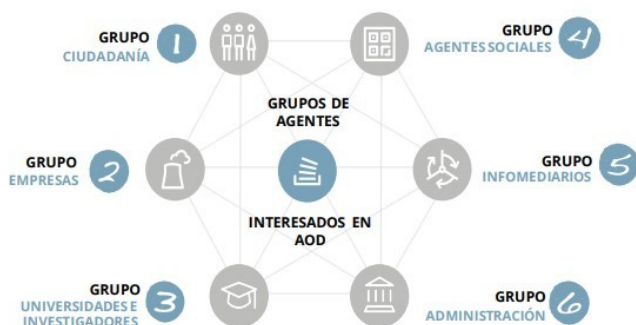 GRUPO
CIUDADANÍA
1
GRUPO
EMPRESAS
2
GRUPO
UNIVERSIDADES E
INVESTIGADORES
3
GRUPOS DE
AGENTES
INTERESADOS EN
AOD
GRUPO
AGENTES SOCIALES
4
GRUPO
INFOMEDIARIOS
5
GRUPO
ADMINISTRACIÓN
6